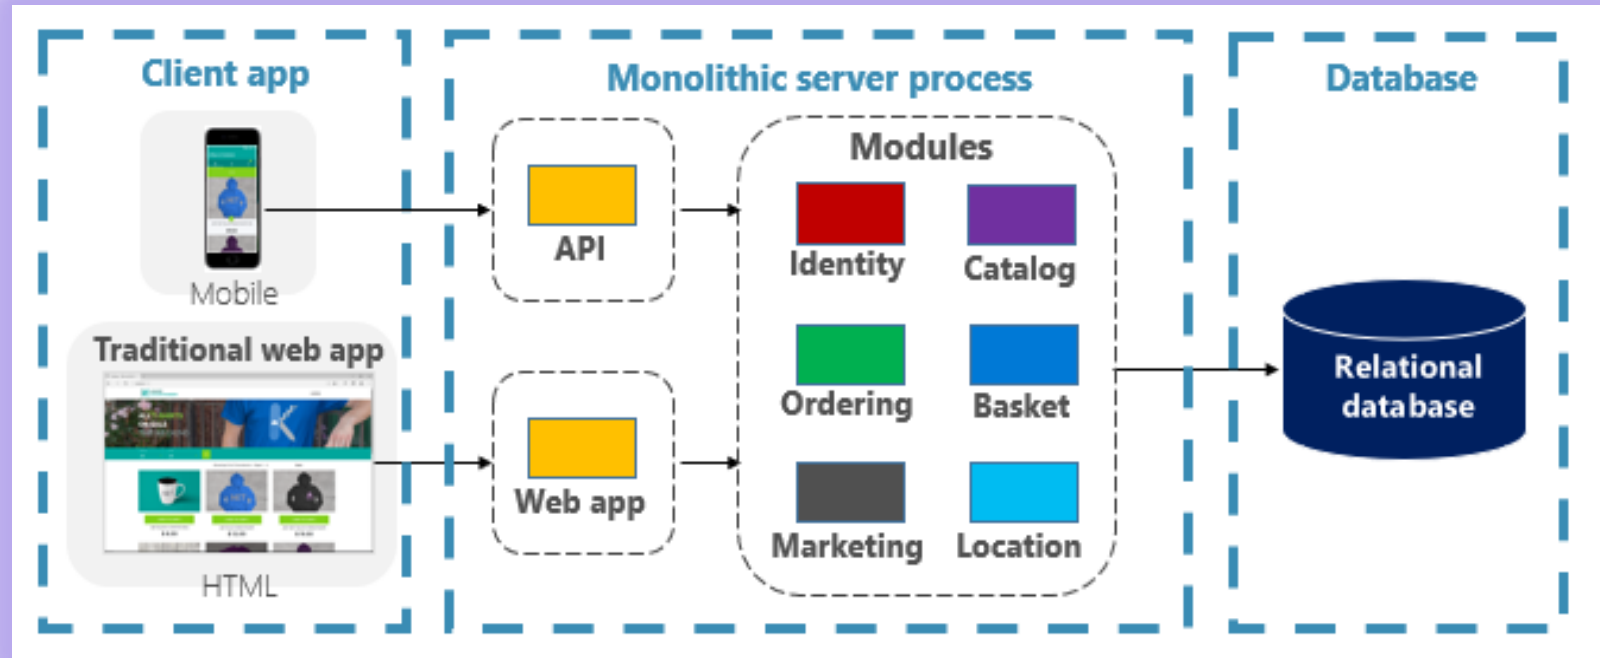 Client app
Mobile
Traditional web app
HTML
Monolithic server process
API
Web app
Modules
Identity
Catalog
Ordering
Basket
Marketing
Location
Database
Relational
database